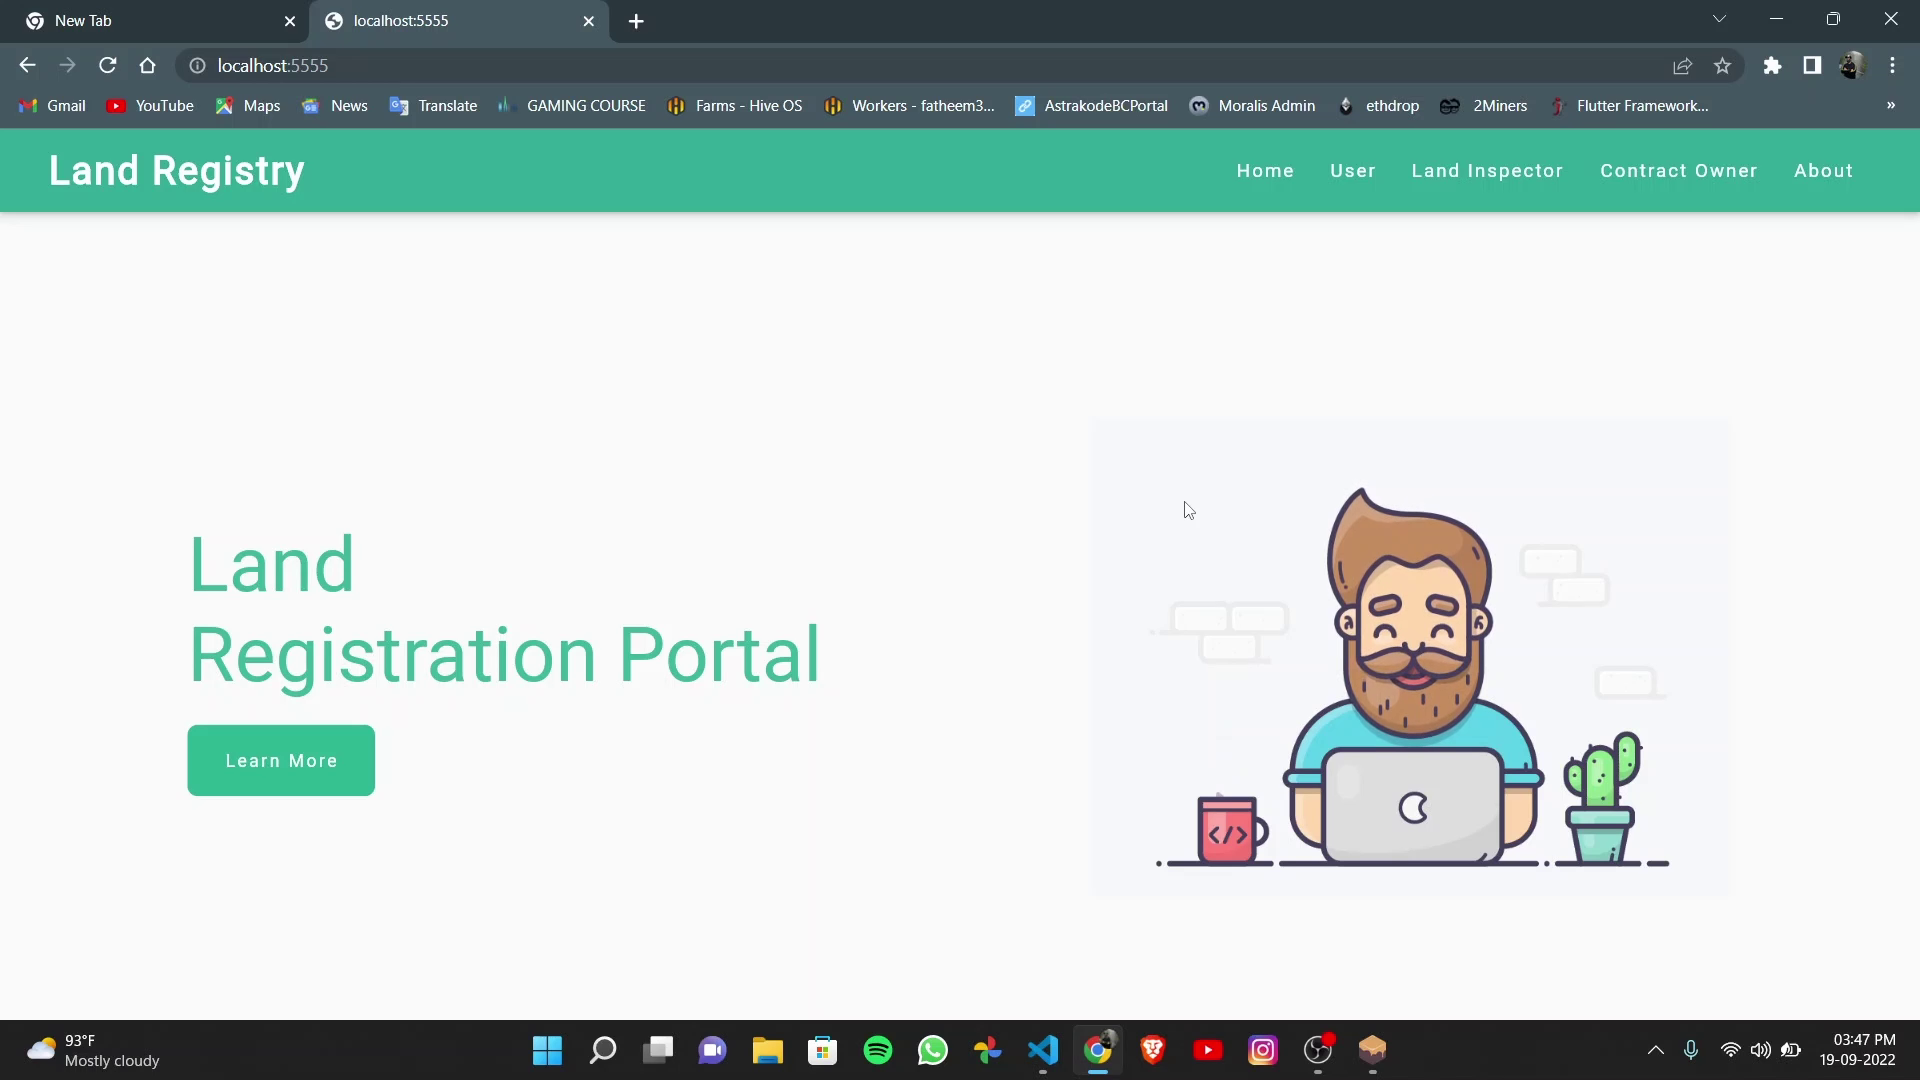 New Tab
localhost:5555
localhost:5555
Gmail YouTube Maps News Translate GAMING COURSE Farms - Hive OS Workers - fatheem3... AstrakodeBCPortal Moralis Admin ethdrop 2Miners Flutter Framework... »
Land Registry
Home User Land Inspector Contract Owner About
Land
Registration Portal
Learn More
</>
93°F
Mostly cloudy
03:47 PM
19-09-2022